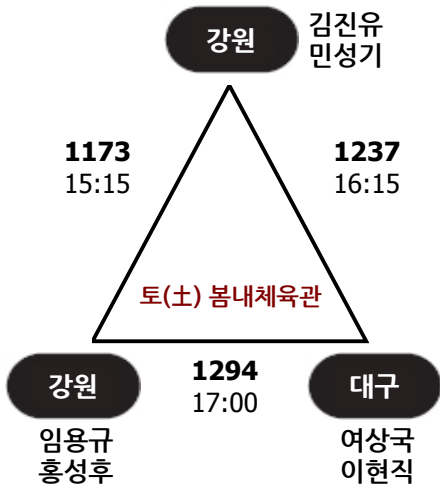 강원
김진유
민성기
1173
15:15
1237
16:15
토(土) 봄내체육관
강원
임용규
홍성후
1294
17:00
대구
여상국
이현직